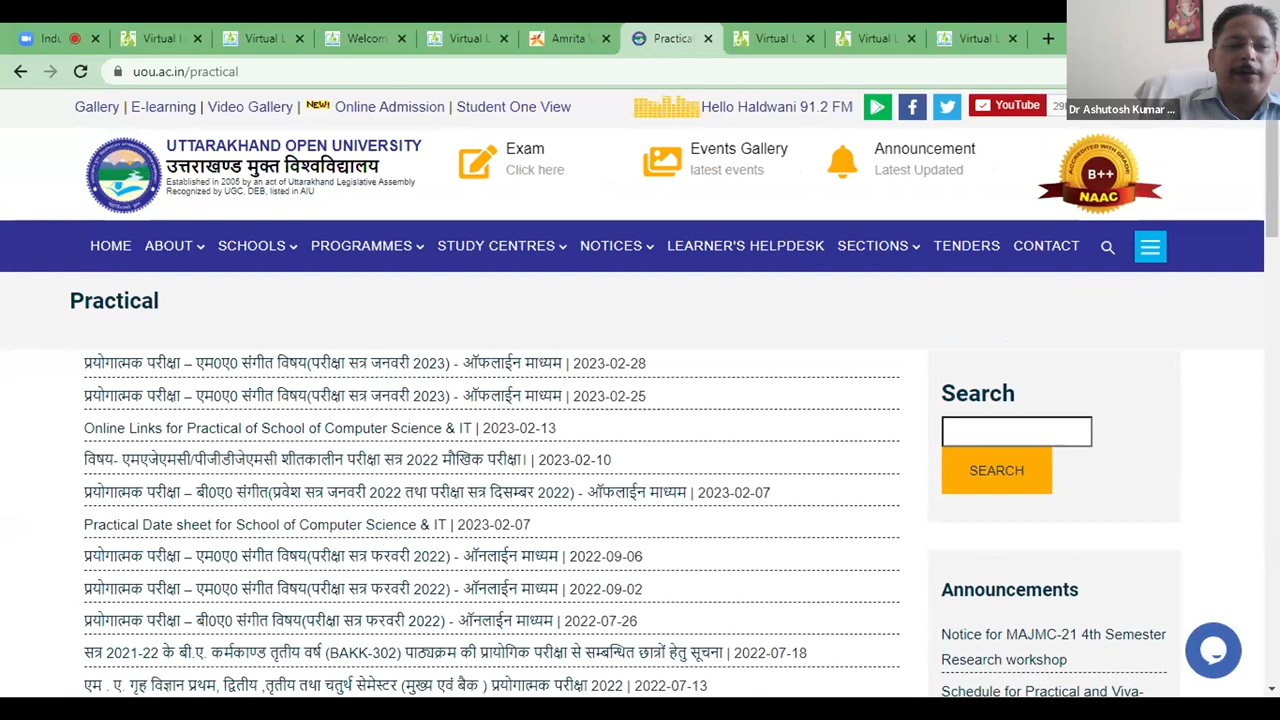 Indu
Virtual L
Virtual L
Welcom
Virtual L
Amrita V
Practica
Virtual L
Virtual L
Virtual L
uou.ac.in/practical
Dr Ashutosh Kumar ...
Gallery | E-learning | Video Gallery | NEW! Online Admission | Student One View
Hello Haldwani 91.2 FM
YouTube
UTTARAKHAND OPEN UNIVERSITY
उत्तराखण्ड मुक्त विश्वविद्यालय
Established in 2005 by an act of Uttarakhand Legislative Assembly
Recognized by UGC, DEB, listed in AIU
Exam
Click here
Events Gallery
latest events
Announcement
Latest Updated
ACCREDITED WITH GRADE
B++
NAAC
HOME ABOUT SCHOOLS PROGRAMMES STUDY CENTRES NOTICES LEARNER'S HELPDESK SECTIONS TENDERS CONTACT
Practical
प्रयोगात्मक परीक्षा – एम0ए0 संगीत विषय(परीक्षा सत्र जनवरी 2023) - ऑफलाईन माध्यम | 2023-02-28
प्रयोगात्मक परीक्षा – एम0ए0 संगीत विषय(परीक्षा सत्र जनवरी 2023) - ऑफलाईन माध्यम | 2023-02-25
Online Links for Practical of School of Computer Science & IT | 2023-02-13
विषय- एमएजेएमसी/पीजीडीजेएमसी शीतकालीन परीक्षा सत्र 2022 मौखिक परीक्षा। | 2023-02-10
प्रयोगात्मक परीक्षा – बी0ए0 संगीत(प्रवेश सत्र जनवरी 2022 तथा परीक्षा सत्र दिसम्बर 2022) - ऑफलाईन माध्यम | 2023-02-07
Practical Date sheet for School of Computer Science & IT | 2023-02-07
प्रयोगात्मक परीक्षा – एम0ए0 संगीत विषय(परीक्षा सत्र फरवरी 2022) - ऑनलाईन माध्यम | 2022-09-06
प्रयोगात्मक परीक्षा – एम0ए0 संगीत विषय(परीक्षा सत्र फरवरी 2022) - ऑनलाईन माध्यम | 2022-09-02
प्रयोगात्मक परीक्षा – बी0ए0 संगीत विषय(परीक्षा सत्र फरवरी 2022) - ऑनलाईन माध्यम | 2022-07-26
सत्र 2021-22 के बी.ए. कर्मकाण्ड तृतीय वर्ष (BAKK-302) पाठ्यक्रम की प्रायोगिक परीक्षा से सम्बन्धित छात्रों हेतु सूचना | 2022-07-18
एम . ए. गृह विज्ञान प्रथम, द्वितीय ,तृतीय तथा चतुर्थ सेमेस्टर (मुख्य एवं बैक ) प्रयोगात्मक परीक्षा 2022 | 2022-07-13
Search
SEARCH
Announcements
Notice for MAJMC-21 4th Semester
Research workshop
Schedule for Practical and Viva-